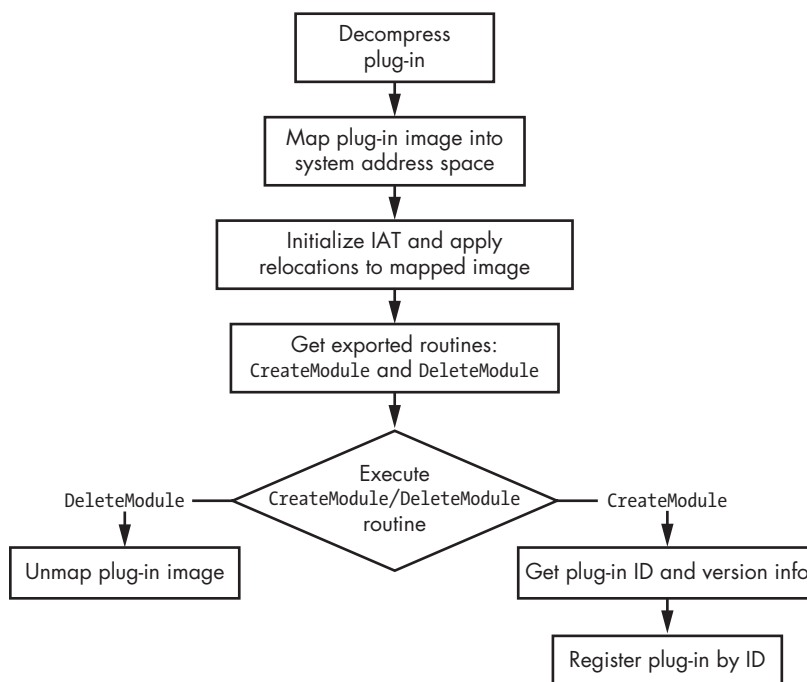 Decompress
plug-in
Map plug-in image into
system address space
Initialize IAT and apply
relocations to mapped image
Get exported routines:
CreateModule and DeleteModule
Execute
CreateModule/DeleteModule
routine
DeleteModule
CreateModule
Unmap plug-in image
Get plug-in ID and version info
Register plug-in by ID